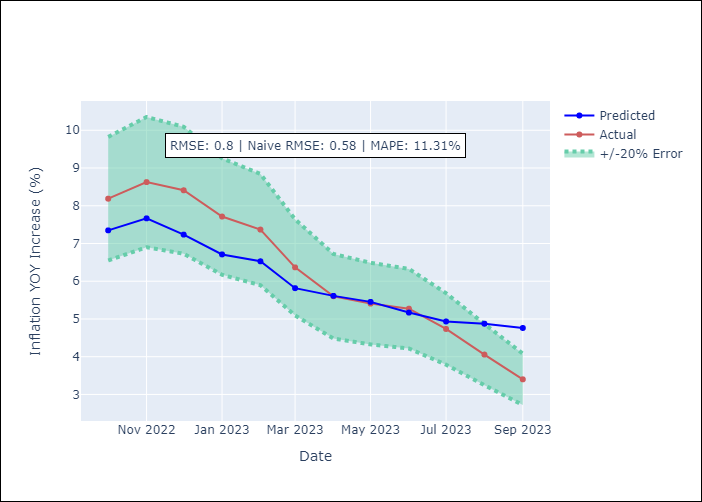 RMSE: 0.8 | Naive RMSE: 0.58 | MAPE: 11.31%
Predicted
Actual
+/-20% Error
Inflation YOY Increase (%)
10
9
8
7
6
5
4
3
Nov 2022
Jan 2023
Mar 2023
May 2023
Jul 2023
Sep 2023
Date